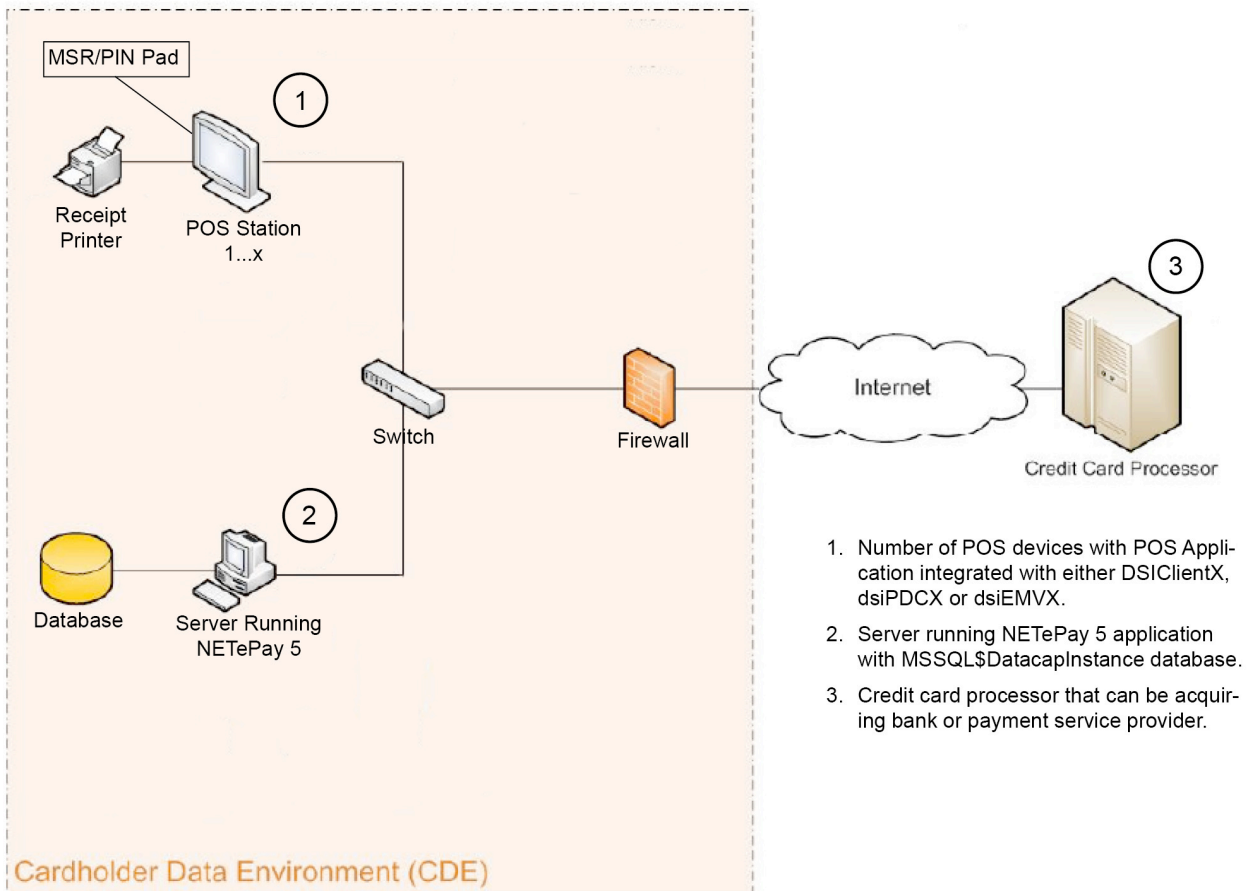 MSR/PIN Pad
1
Receipt
Printer
POS Station
1...x
3
Internet
Switch
Firewall
Credit Card Processor
2
Database
Server Running
NETePay 5
1. Number of POS devices with POS Appli-
cation integrated with either DSIClientX,
dsiPDCX or dsiEMVX.
2. Server running NETePay 5 application
with MSSQL$DatacapInstance database.
3. Credit card processor that can be acquir-
ing bank or payment service provider.
Cardholder Data Environment (CDE)